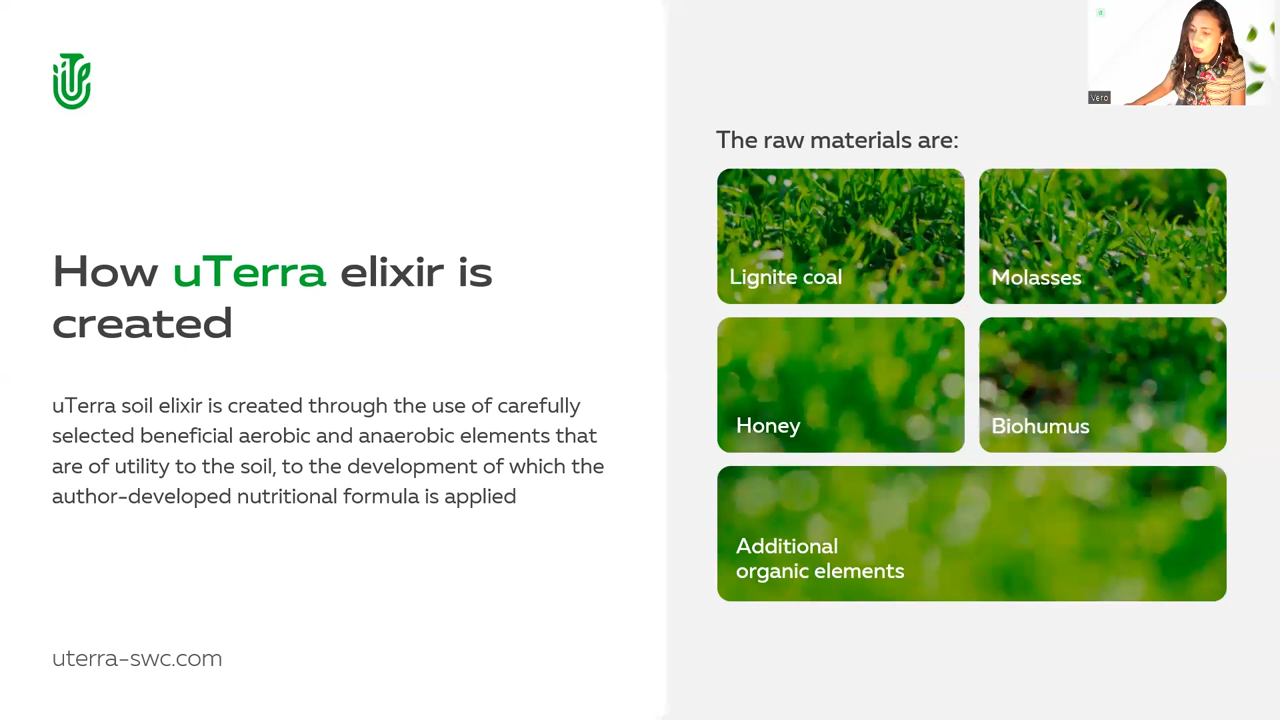 How uTerra elixir is
created
uTerra soil elixir is created through the use of carefully
selected beneficial aerobic and anaerobic elements that
are of utility to the soil, to the development of which the
author-developed nutritional formula is applied
uterra-swc.com
The raw materials are:
Lignite coal
Molasses
Honey
Biohumus
Additional
organic elements
Vero